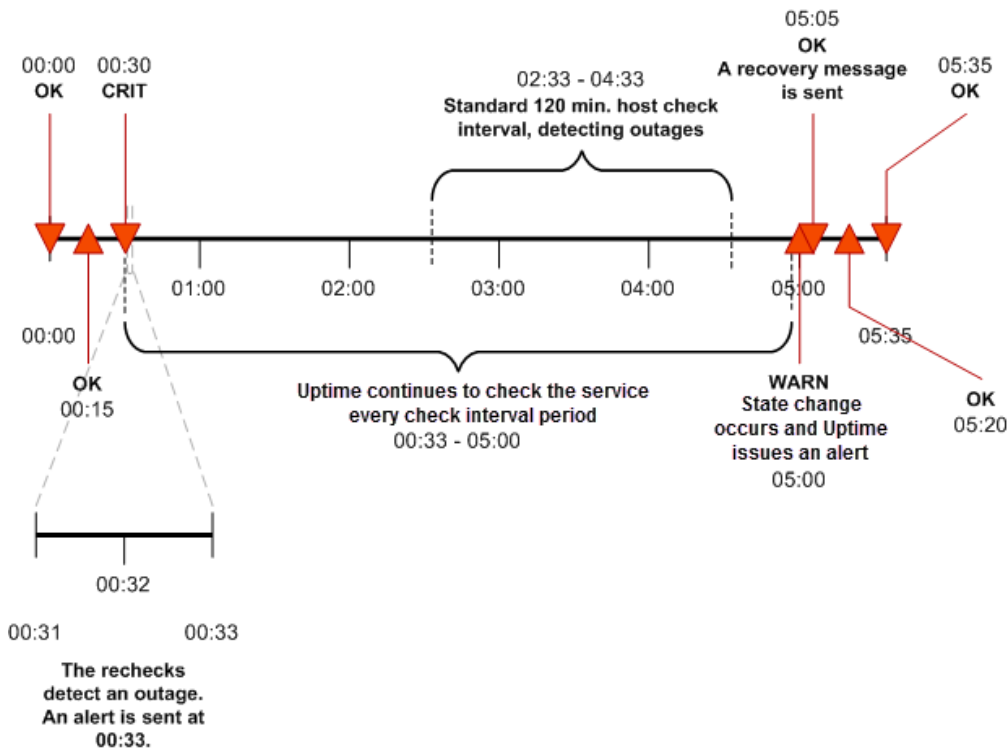 05:05
OK
A recovery message
is sent
00:00
OK
00:30
CRIT
02:33 - 04:33
Standard 120 min. host check
interval, detecting outages
05:35
OK
01:00
02:00
03:00
04:00
05:00
00:00
05:35
OK
00:15
Uptime continues to check the service
every check interval period
00:33 - 05:00
WARN
State change
occurs and Uptime
issues an alert
05:00
OK
05:20
00:32
00:31
00:33
The rechecks
detect an outage.
An alert is sent at
00:33.